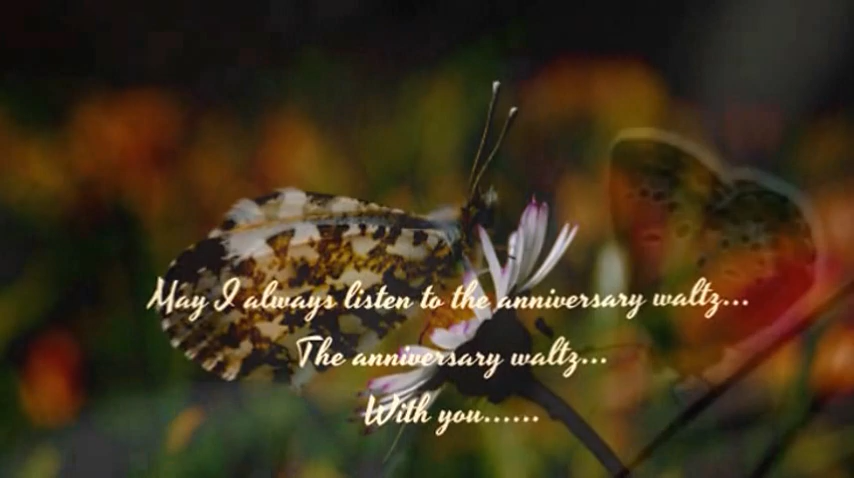 May I always listen to the anniversary waltz...
The anniversary waltz...
With you......